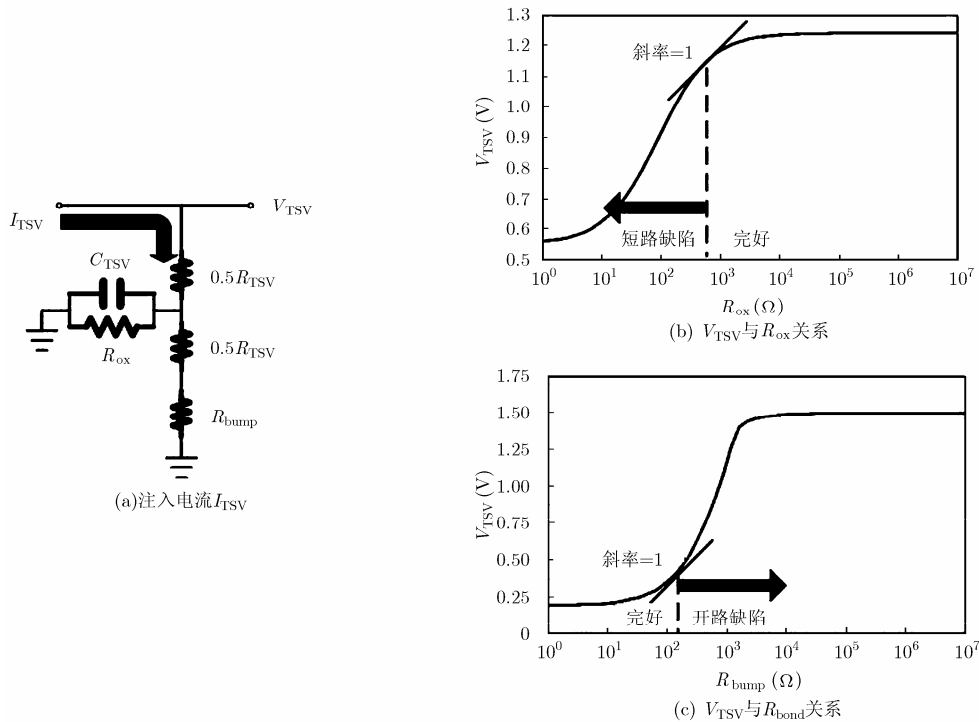 I_TSV
V_TSV
C_TSV
0.5R_TSV
R_ox
0.5R_TSV
R_bump
(a)注入电流I_TSV
1.3
1.2
1.1
1.0
0.9
0.8
0.7
0.6
0.5
V_TSV (V)
斜率=1
短路缺陷
完好
10^0 10^1 10^2 10^3 10^4 10^5 10^6 10^7
R_ox (Ω)
(b) V_TSV与R_ox关系
1.75
1.50
1.25
1.00
0.75
0.50
0.25
0
V_TSV (V)
斜率=1
完好
开路缺陷
10^0 10^1 10^2 10^3 10^4 10^5 10^6 10^7
R_bump (Ω)
(c) V_TSV与R_bond关系